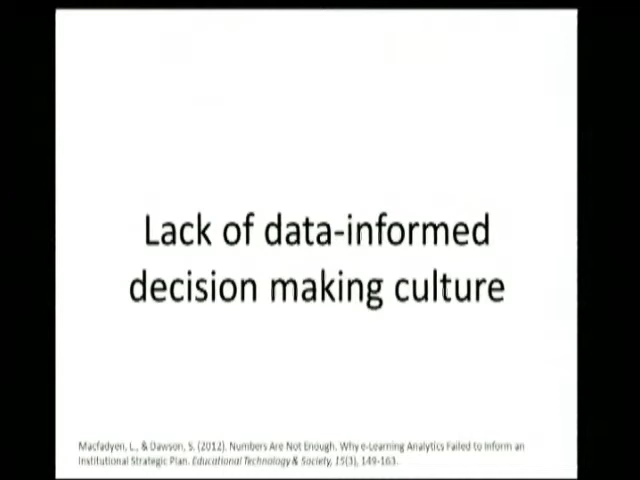 Lack of data-informed
decision making culture
Macfadyen, L., & Dawson, S. (2012). Numbers Are Not Enough. Why e-Learning Analytics Failed to Inform an
Institutional Strategic Plan. Educational Technology & Society, 15(3), 149-163.